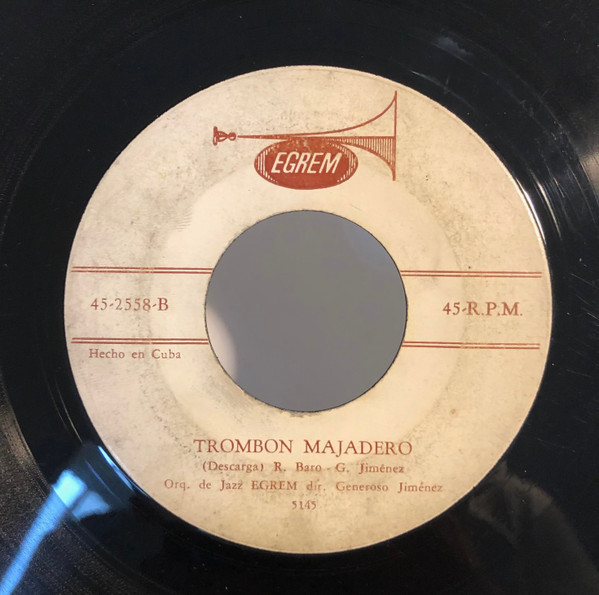 EGREM
45-2558-B
45-R.P.M.
Hecho en Cuba
TROMBON MAJADERO
(Descarga) R. Baro - G. Jiménez
Orq. de Jazz EGREM dir. Generoso Jiménez
5145